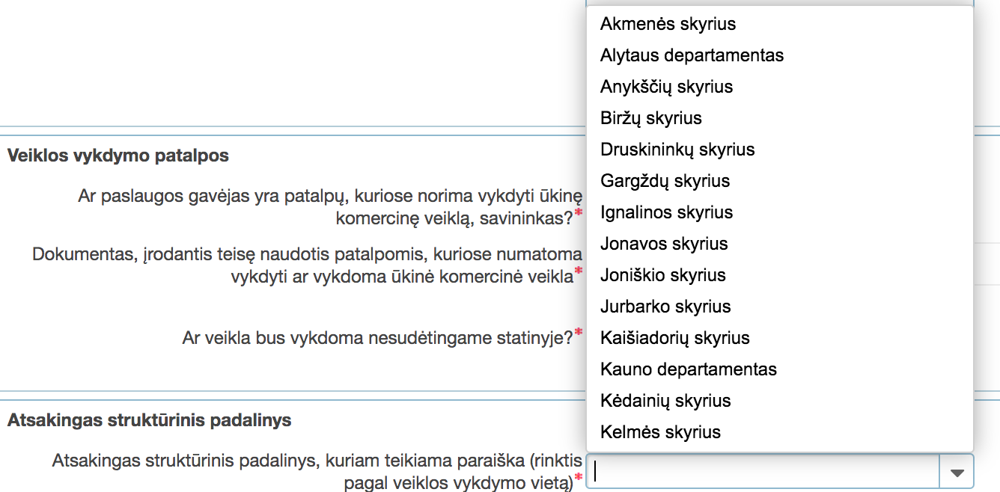 Akmenės skyrius
Alytaus departamentas
Anykščių skyrius
Biržų skyrius
Druskininkų skyrius
Gargždų skyrius
Ignalinos skyrius
Jonavos skyrius
Joniškio skyrius
Jurbarko skyrius
Kaišiadorių skyrius
Kauno departamentas
Kėdainių skyrius
Kelmės skyrius
Veiklos vykdymo patalpos
Ar paslaugos gavėjas yra patalpų, kuriose norima vykdyti ūkinę
komercinę veiklą, savininkas?*
Dokumentas, įrodantis teisę naudotis patalpomis, kuriose numatoma
vykdyti ar vykdoma ūkinė komercinė veikla*
Ar veikla bus vykdoma nesudėtingame statinyje?*
Atsakingas struktūrinis padalinys
Atsakingas struktūrinis padalinys, kuriam teikiama paraiška (rinktis
pagal veiklos vykdymo vietą)*